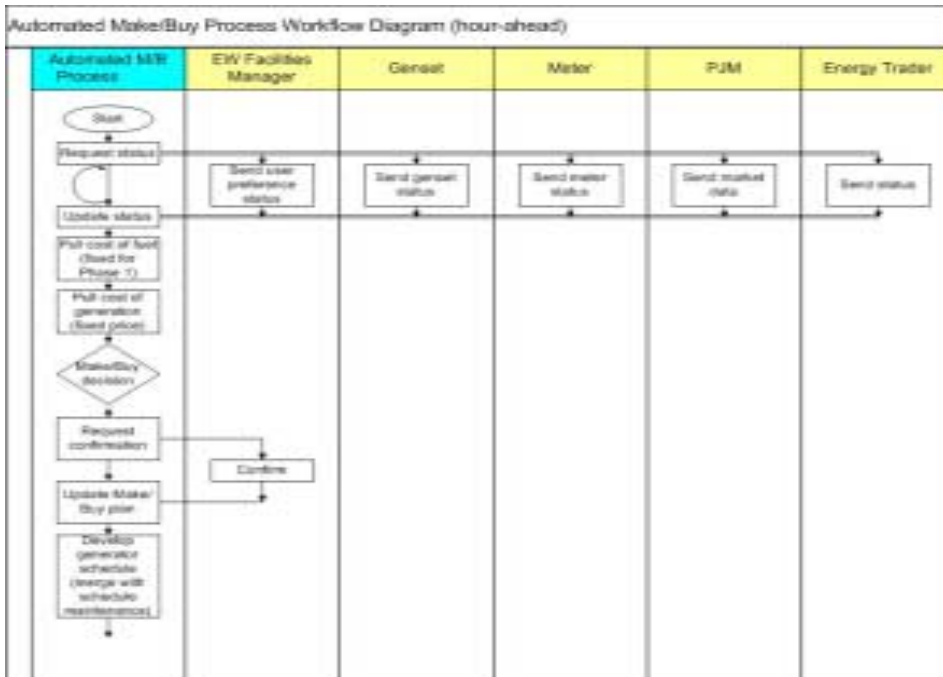 Automated Make/Buy Process Workflow Diagram (hour-ahead)
Automated M/B
Process
EW Facilities
Manager
Genset
Meter
PJM
Energy Trader
Start
Request status
Send user
preference
status
Send genset
status
Send meter
status
Send market
data
Send status
Update status
Pull cost of fuel
(fixed for
Phase 1)
Pull cost of
generation
(fixed price)
Make/Buy
decision
Request
confirmation
Confirm
Update Make/
Buy plan
Develop
generator
schedule
(merge with
schedule
maintenance)